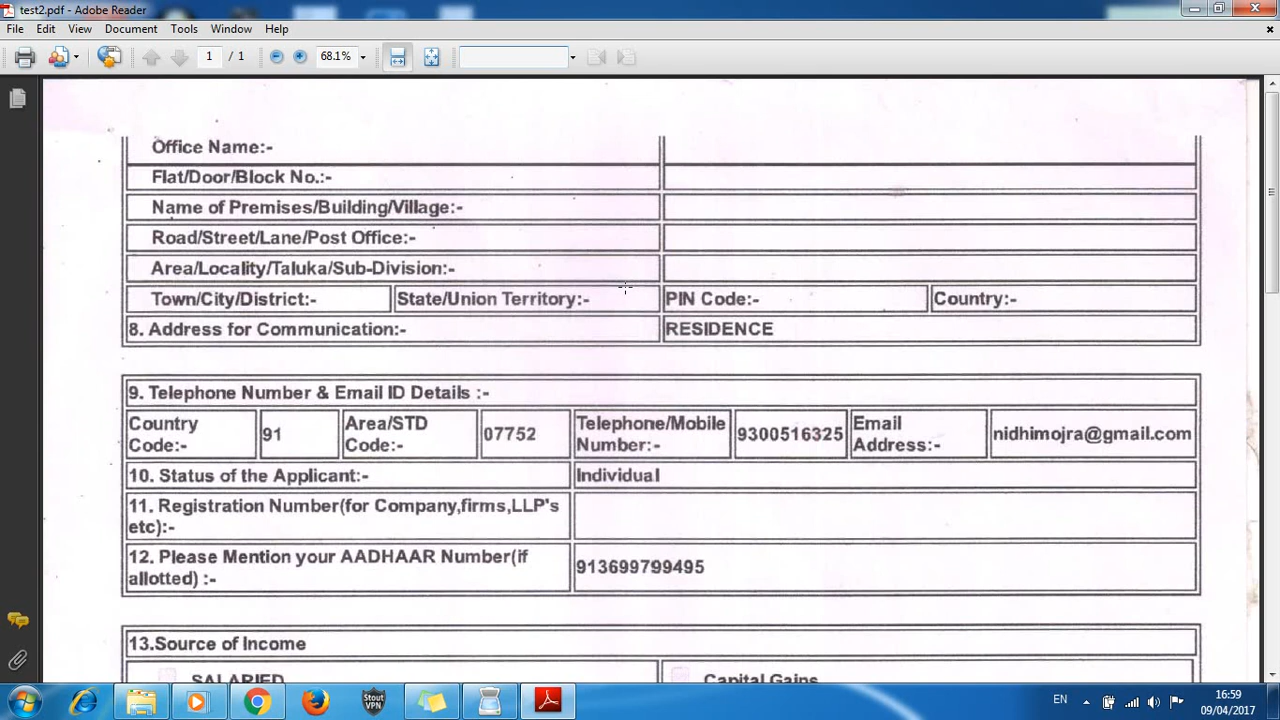 test2.pdf - Adobe Reader
File Edit View Document Tools Window Help
1 / 1 68.1%
Office Name:-
Flat/Door/Block No.:-
Name of Premises/Building/Village:-
Road/Street/Lane/Post Office:-
Area/Locality/Taluka/Sub-Division:-
Town/City/District:- State/Union Territory:- PIN Code:- Country:-
8. Address for Communication:- RESIDENCE
9. Telephone Number & Email ID Details :-
Country Code:- 91 Area/STD Code:- 07752 Telephone/Mobile Number:- 9300516325 Email Address:- nidhimojra@gmail.com
10. Status of the Applicant:- Individual
11. Registration Number(for Company,firms,LLP's
etc):-
12. Please Mention your AADHAAR Number(if
allotted) :- 913699799495
13.Source of Income
SALARIED Capital Gains
Stout VPN
EN 16:59
09/04/2017